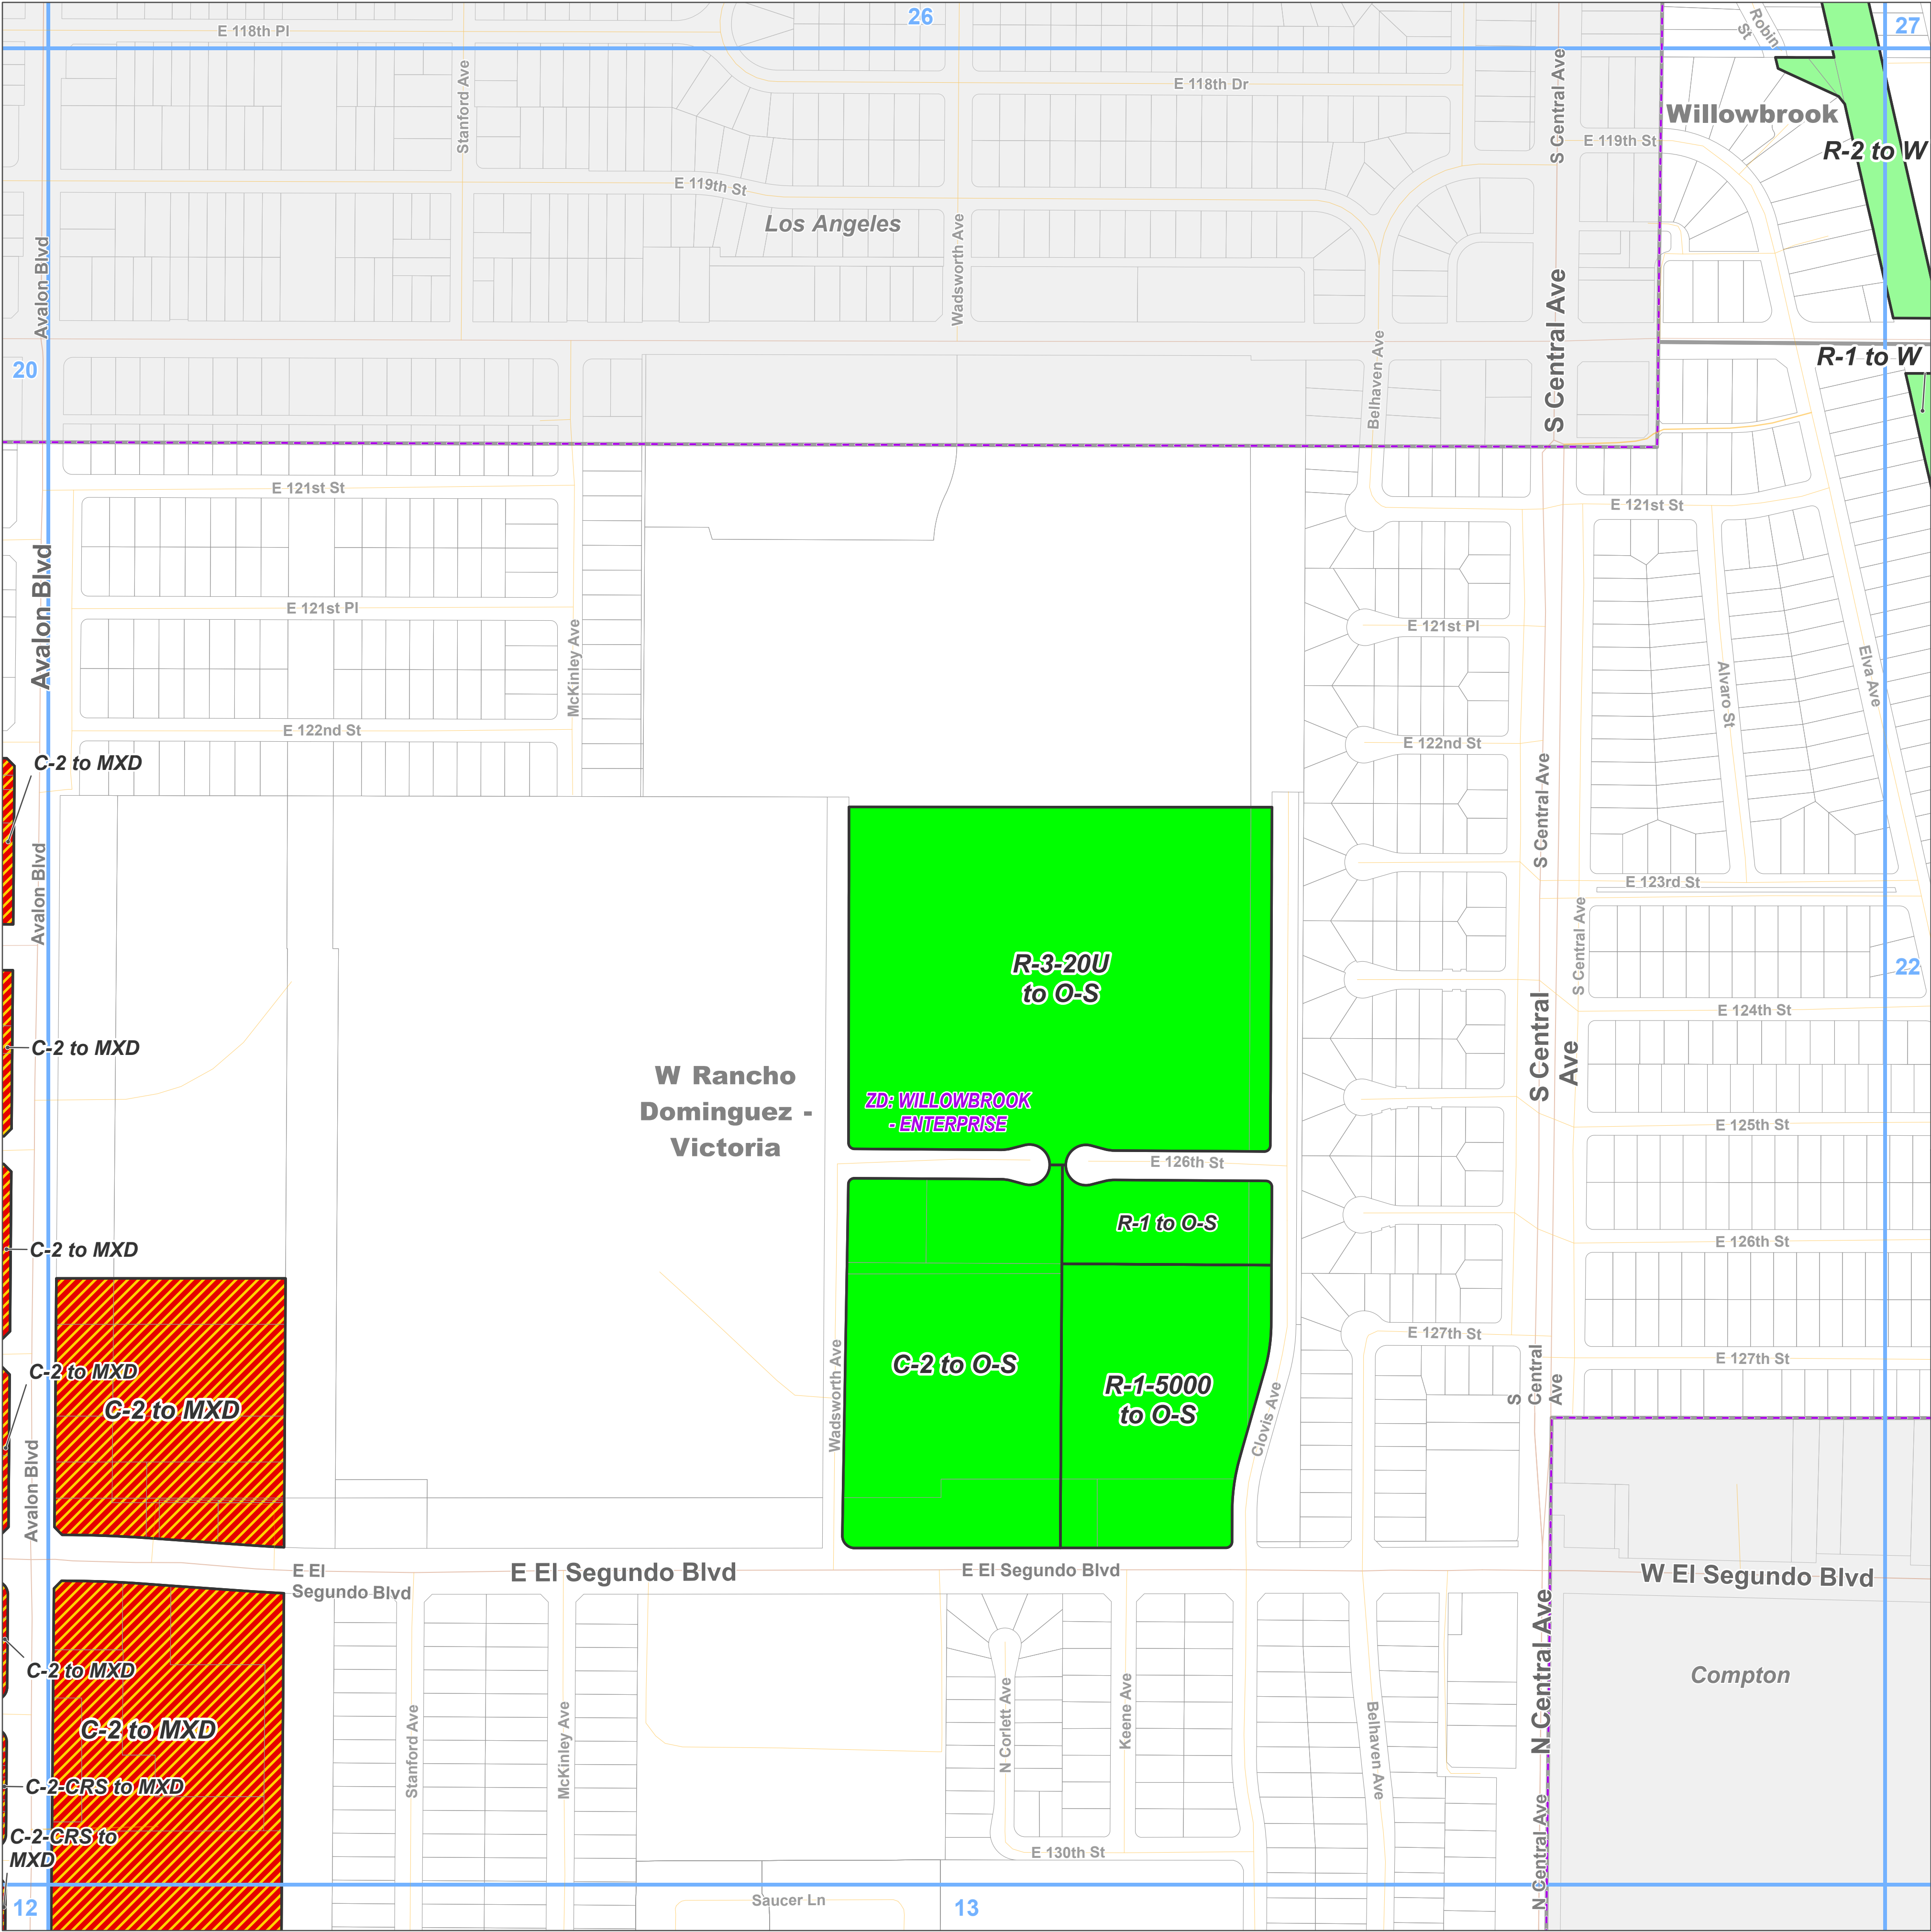 26
27
E 118th Pl
Robin
St
Stanford Ave
E 118th Dr
S Central Ave
Willowbrook
E 119th St
R-2 to W
E 119th St
Los Angeles
Avalon Blvd
Wadsworth Ave
S Central Ave
20
Belhaven Ave
R-1 to W
E 121st St
E 121st St
Avalon Blvd
E 121st Pl
McKinley Ave
E 121st Pl
Alvaro St
Elva Ave
E 122nd St
E 122nd St
C-2 to MXD
S Central Ave
Avalon Blvd
E 123rd St
S Central Ave
R-3-20U
to O-S
22
E 124th St
C-2 to MXD
S Central
Ave
W Rancho
Dominguez -
Victoria
ZD: WILLOWBROOK
- ENTERPRISE
E 125th St
E 126th St
R-1 to O-S
E 126th St
C-2 to MXD
E 127th St
E 127th St
C-2 to MXD
C-2 to MXD
Wadsworth Ave
C-2 to O-S
R-1-5000
to O-S
Clovis Ave
S
Central
Ave
Avalon Blvd
E El
Segundo Blvd
E El Segundo Blvd
E El Segundo Blvd
W El Segundo Blvd
C-2 to MXD
C-2 to MXD
N Central Ave
Compton
Stanford Ave
McKinley Ave
N Corlett Ave
Keene Ave
Belhaven Ave
C-2-CRS to MXD
C-2-CRS to
MXD
E 130th St
N Central Ave
12
Saucer Ln
13